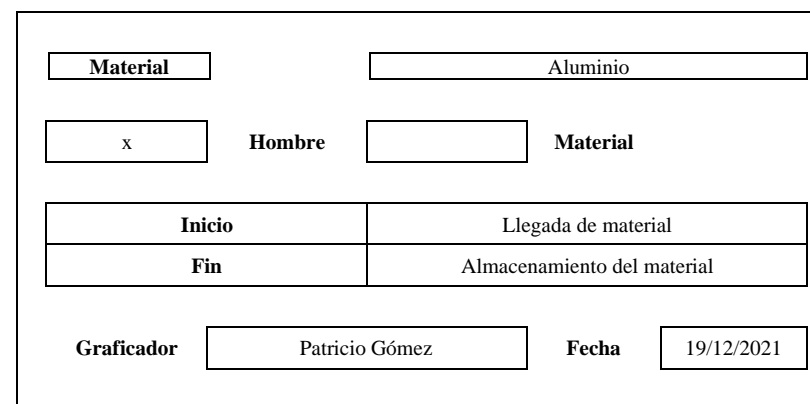 Material Aluminio
x Hombre Material
Inicio Llegada de material
Fin Almacenamiento del material
Graficador Patricio Gómez Fecha 19/12/2021